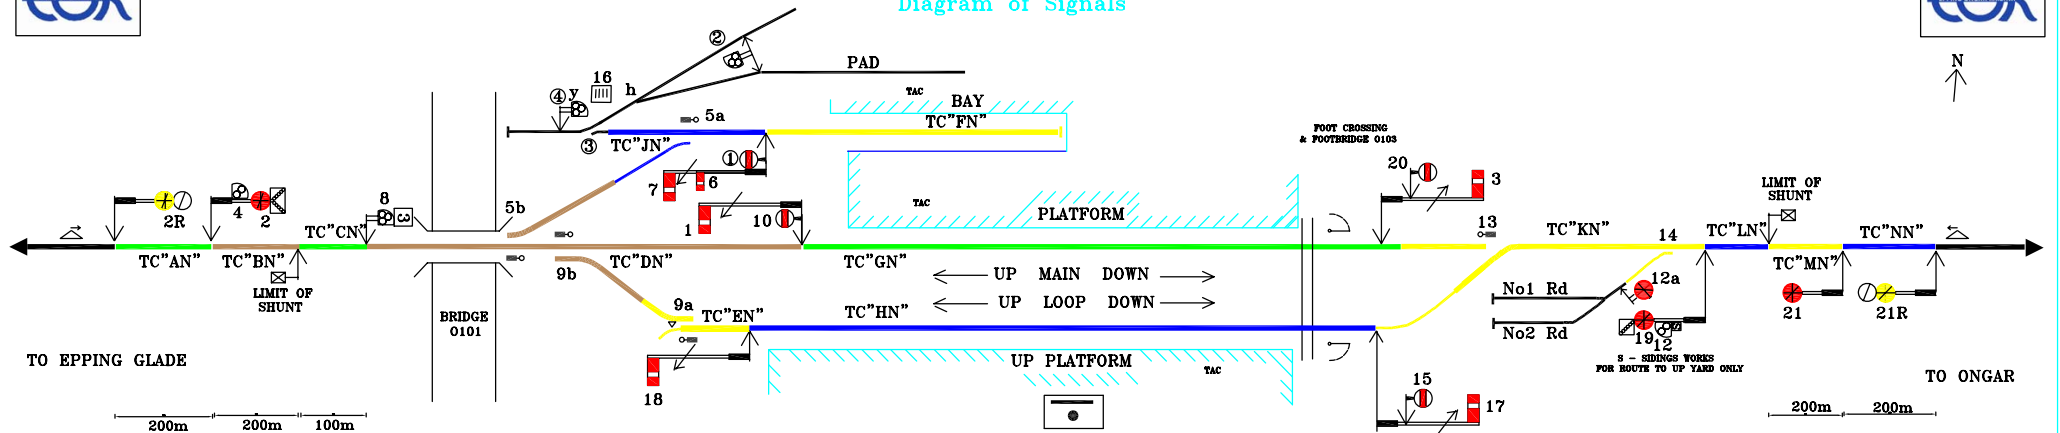 Diagram of Signals
2
PAD
16
h
y
4
TAC
BAY
5a
TC"FN"
3
TC"JN"
1
7
6
N
FOOT CROSSING
& FOOTBRIDGE 0103
20
3
LIMIT OF
SHUNT
2R
4
2
8
3
TC"CN"
5b
1
10
TAC
PLATFORM
13
TC"KN"
14
TC"LN"
TC"NN"
TC"AN"
TC"BN"
TC"DN"
TC"GN"
TC"MN"
9b
UP MAIN DOWN
12a
LIMIT OF
SHUNT
No1 Rd
UP LOOP DOWN
9a
TC"EN"
TC"HN"
BRIDGE
0101
21
21R
No2 Rd
S
19
12
TO EPPING GLADE
UP PLATFORM
TAC
S - SIDINGS WORKS
FOR ROUTE TO UP YARD ONLY
TO ONGAR
18
15
17
200m
200m
100m
200m
200m